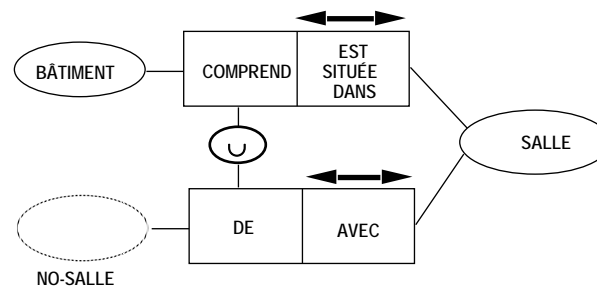 BÂTIMENT
COMPREND
EST
SITUÉE
DANS
SALLE
U
DE
AVEC
NO-SALLE